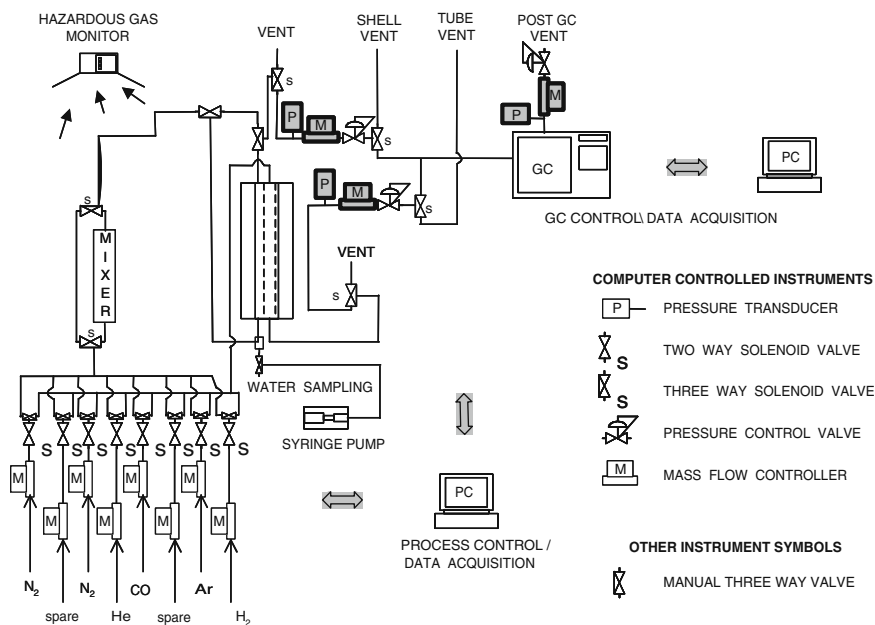 HAZARDOUS GAS
MONITOR
VENT
SHELL
VENT
TUBE
VENT
POST GC
VENT
S
P
M
S
P
M
GC
PC
GC CONTROL\ DATA ACQUISITION
S
MIXER
S
P
M
S
VENT
S
WATER SAMPLING
SYRINGE PUMP
S S S S S S S S
M M M M
M M M M
N2 N2 CO Ar
spare He spare H2
PC
PROCESS CONTROL /
DATA ACQUISITION
COMPUTER CONTROLLED INSTRUMENTS
P PRESSURE TRANSDUCER
S TWO WAY SOLENOID VALVE
S THREE WAY SOLENOID VALVE
PRESSURE CONTROL VALVE
M MASS FLOW CONTROLLER
OTHER INSTRUMENT SYMBOLS
MANUAL THREE WAY VALVE